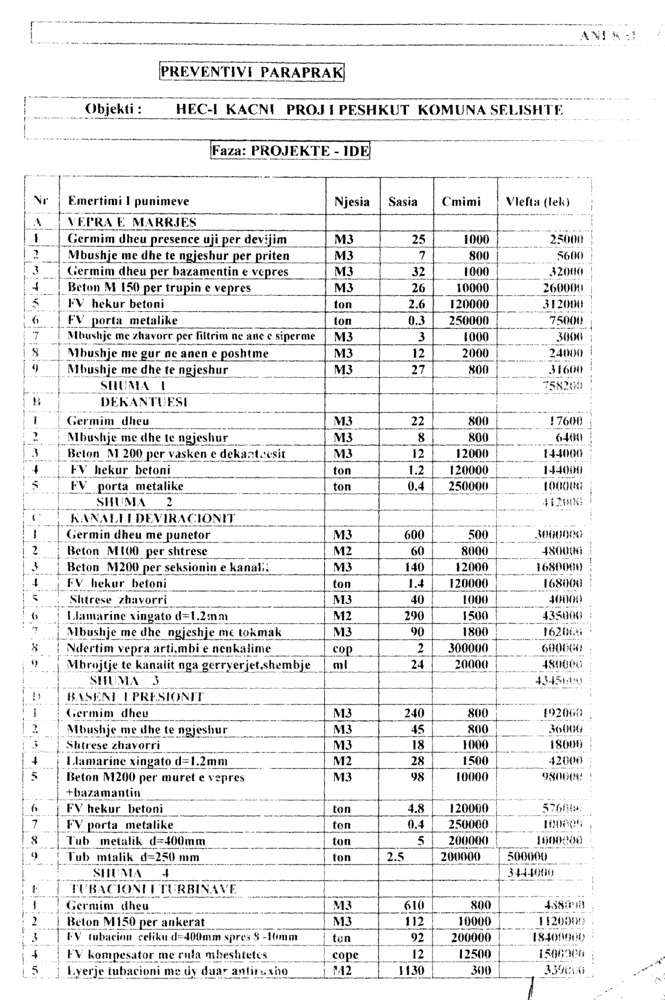 ANEKSI
PREVENTIVI PARAPRAK
Objekti : HEC-I KACNI PROJ I PESHKUT KOMUNA SELISHTE
Faza: PROJEKTE - IDE
Nr Emertimi I punimeve Njesia Sasia Cmimi Vlefta (lek)
A VEPRA E MARRJES
1 Germim dheu presence uji per devijim M3 25 1000 25000
2 Mbushje me dhe te ngjeshur per priten M3 7 800 5600
3 Germim dheu per bazamentin e vepres M3 32 1000 32000
4 Beton M 150 per trupin e vepres M3 26 10000 260000
5 FV hekur betoni ton 2.6 120000 312000
6 FV porta metalike ton 0.3 250000 75000
7 Mbushje me zhavorr per filtrim ne ane e siperme M3 3 1000 3000
8 Mbushje me gur ne anen e poshtme M3 12 2000 24000
9 Mbushje me dhe te ngjeshur M3 27 800 31600
SHUMA 1 758200
B DEKANTUESI
1 Germim dheu M3 22 800 17600
2 Mbushje me dhe te ngjeshur M3 8 800 6400
3 Beton M 200 per vasken e dekantuesit M3 12 12000 144000
4 FV hekur betoni ton 1.2 120000 144000
5 FV porta metalike ton 0.4 250000 100000
SHUMA 2 412000
C KANALI I DEVIRACIONIT
1 Germin dheu me punetor M3 600 500 3000000
2 Beton M100 per shtrese M2 60 8000 480000
3 Beton M200 per seksionin e kanalit M3 140 12000 1680000
4 FV hekur betoni ton 1.4 120000 168000
5 Shtrese zhavorri M3 40 1000 40000
6 Llamarine xingato d=1.2mm M2 290 1500 435000
7 Mbushje me dhe ngjeshje me tokmak M3 90 1800 162000
8 Ndertim vepra arti,mbi e nenkalime cop 2 300000 600000
9 Mbrojtje te kanalit nga gerryerjet,shembje ml 24 20000 480000
SHUMA 3 4345000
D BASENI I PRESIONIT
1 Germim dheu M3 240 800 192000
2 Mbushje me dhe te ngjeshur M3 45 800 36000
3 Shtrese zhavorri M3 18 1000 18000
4 Llamarine xingato d=1.2mm M2 28 1500 42000
5 Beton M200 per muret e vepres M3 98 10000 980000
+bazamantin
6 FV hekur betoni ton 4.8 120000 576000
7 FV porta metalike ton 0.4 250000 100000
8 Tub metalik d=400mm ton 5 200000 1000000
9 Tub mtalik d=250 mm ton 2.5 200000 500000
SHUMA 4 3444000
E TUBACIONI I TURBINAVE
1 Germim dheu M3 610 800 488000
2 Beton M150 per ankerat M3 112 10000 1120000
3 FV tubacion celiku d=400mm spres 8 -10mm ton 92 200000 18400000
4 FV kompesator me rula mbeshtetes cope 12 12500 150000
5 Lyerje tubacioni me dy duar antiruxho M2 1130 300 339000